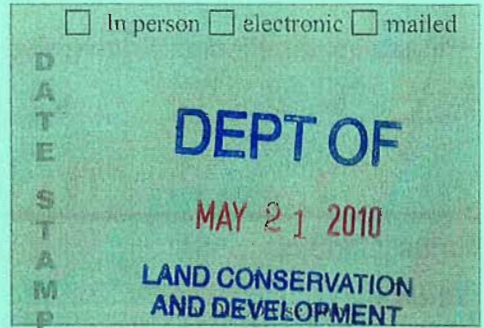 ☐ In person ☐ electronic ☐ mailed
DATE STAMP
DEPT OF
MAY 21 2010
LAND CONSERVATION
AND DEVELOPMENT